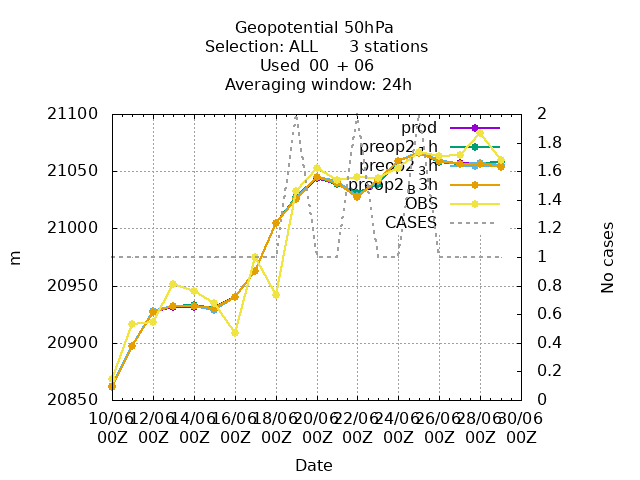 Geopotential 50hPa
Selection: ALL 3 stations
Used 00 + 06
Averaging window: 24h
21100
21050
21000
20950
20900
20850
m
2
1.8
1.6
1.4
1.2
1
0.8
0.6
0.4
0.2
0
No cases
prod
OBS
CASES
10/06 12/06 14/06 16/06 18/06 20/06 22/06 24/06 26/06 28/06 30/06
00Z 00Z 00Z 00Z 00Z 00Z 00Z 00Z 00Z 00Z 00Z
Date